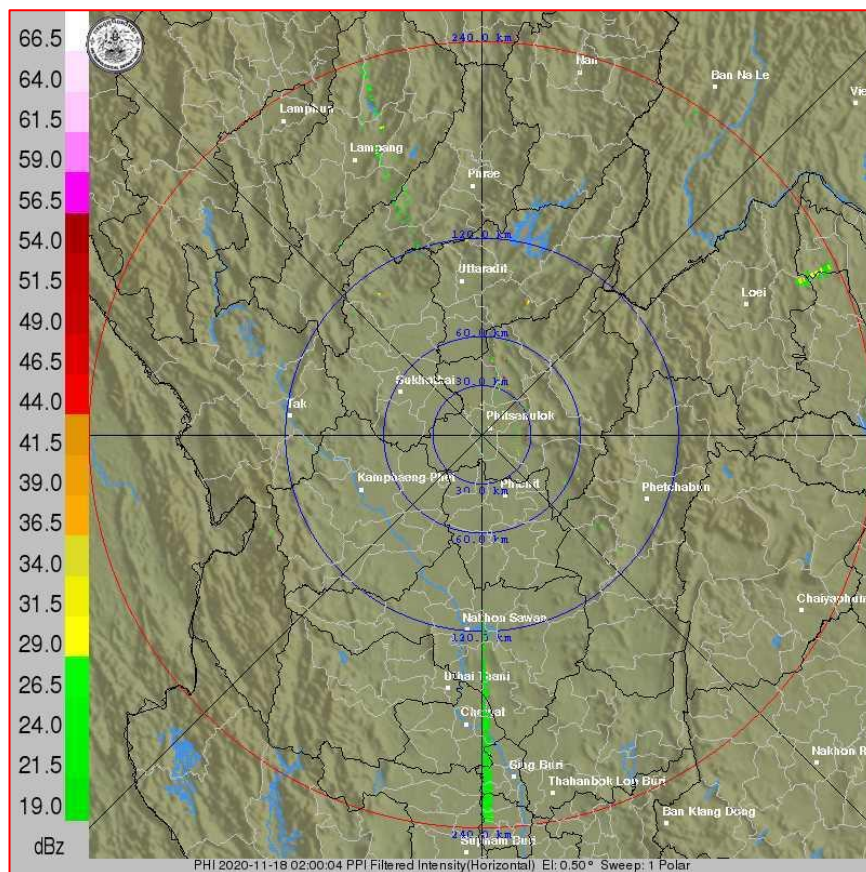 66.5
64.0
61.5
59.0
56.5
54.0
51.5
49.0
46.5
44.0
41.5
39.0
36.5
34.0
31.5
29.0
26.5
24.0
21.5
19.0
dBz
240.0 km
Nan
Ban Na Le
Lamphun
Lampang
Phrae
120.0 km
Uttaradit
Loei
60.0 km
30.0 km
Sukhothai
Tak
Phitsanulok
Kamphaeng Phet
30.0 km
Phichit
Phetchabun
60.0 km
Chaiyaphum
Nakhon Sawan
120.0 km
Uthai Thani
Chainat
Sing Buri
Thahanbok Lop Buri
Ban Klang Dong
240.0 km
Suphan Buri
PHI 2020-11-18 02:00:04 PPI Filtered Intensity(Horizontal) El: 0.50° Sweep: 1 Polar